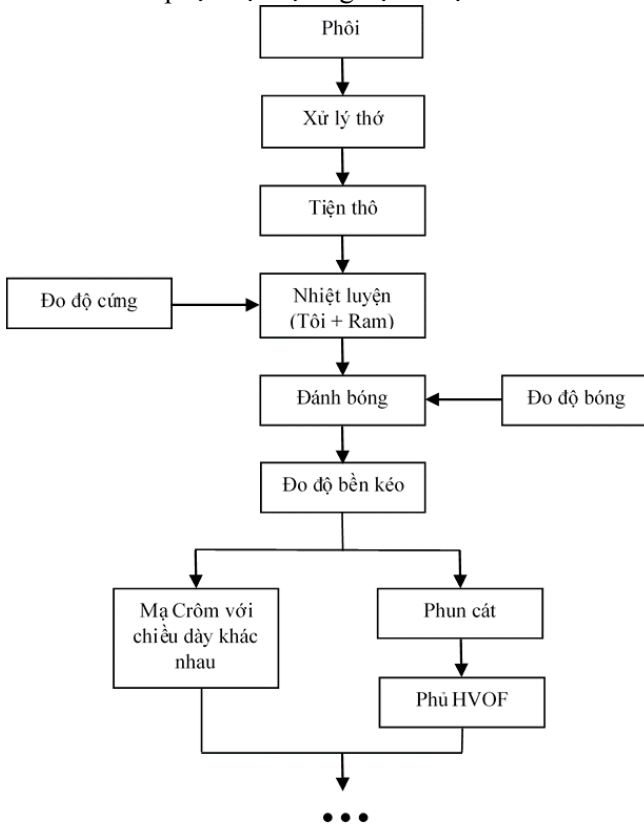 Phôi
Xử lý thớ
Tiện thô
Đo độ cứng
Nhiệt luyện
(Tôi + Ram)
Đánh bóng
Đo độ bóng
Đo độ bền kéo
Mạ Crôm với
chiều dày khác
nhau
Phun cát
Phủ HVOF
•••